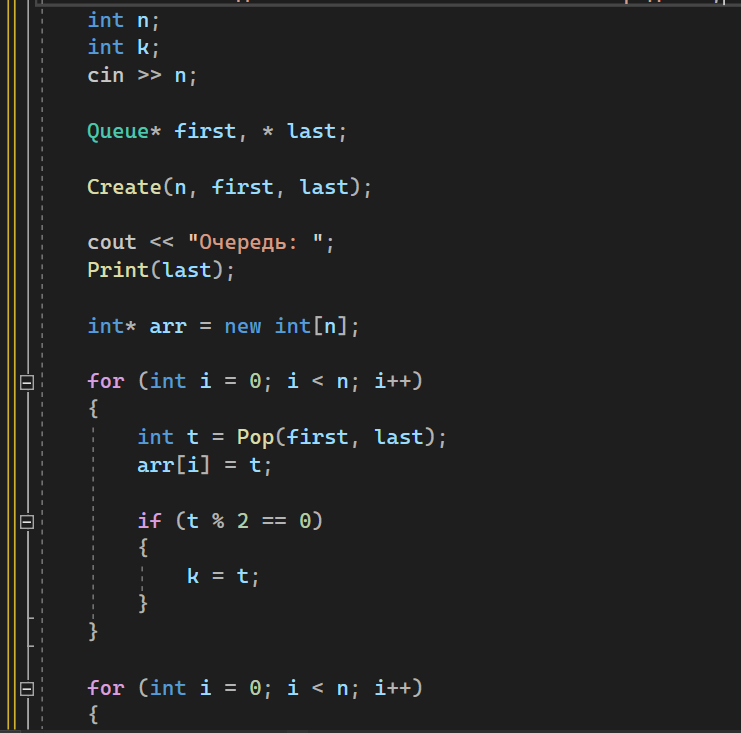 int n;
int k;
cin >> n;
Queue* first, * last;
Create(n, first, last);
cout << "Очередь: ";
Print(last);
int* arr = new int[n];
for (int i = 0; i < n; i++)
{
int t = Pop(first, last);
arr[i] = t;
if (t % 2 == 0)
{
k = t;
}
}
for (int i = 0; i < n; i++)
{